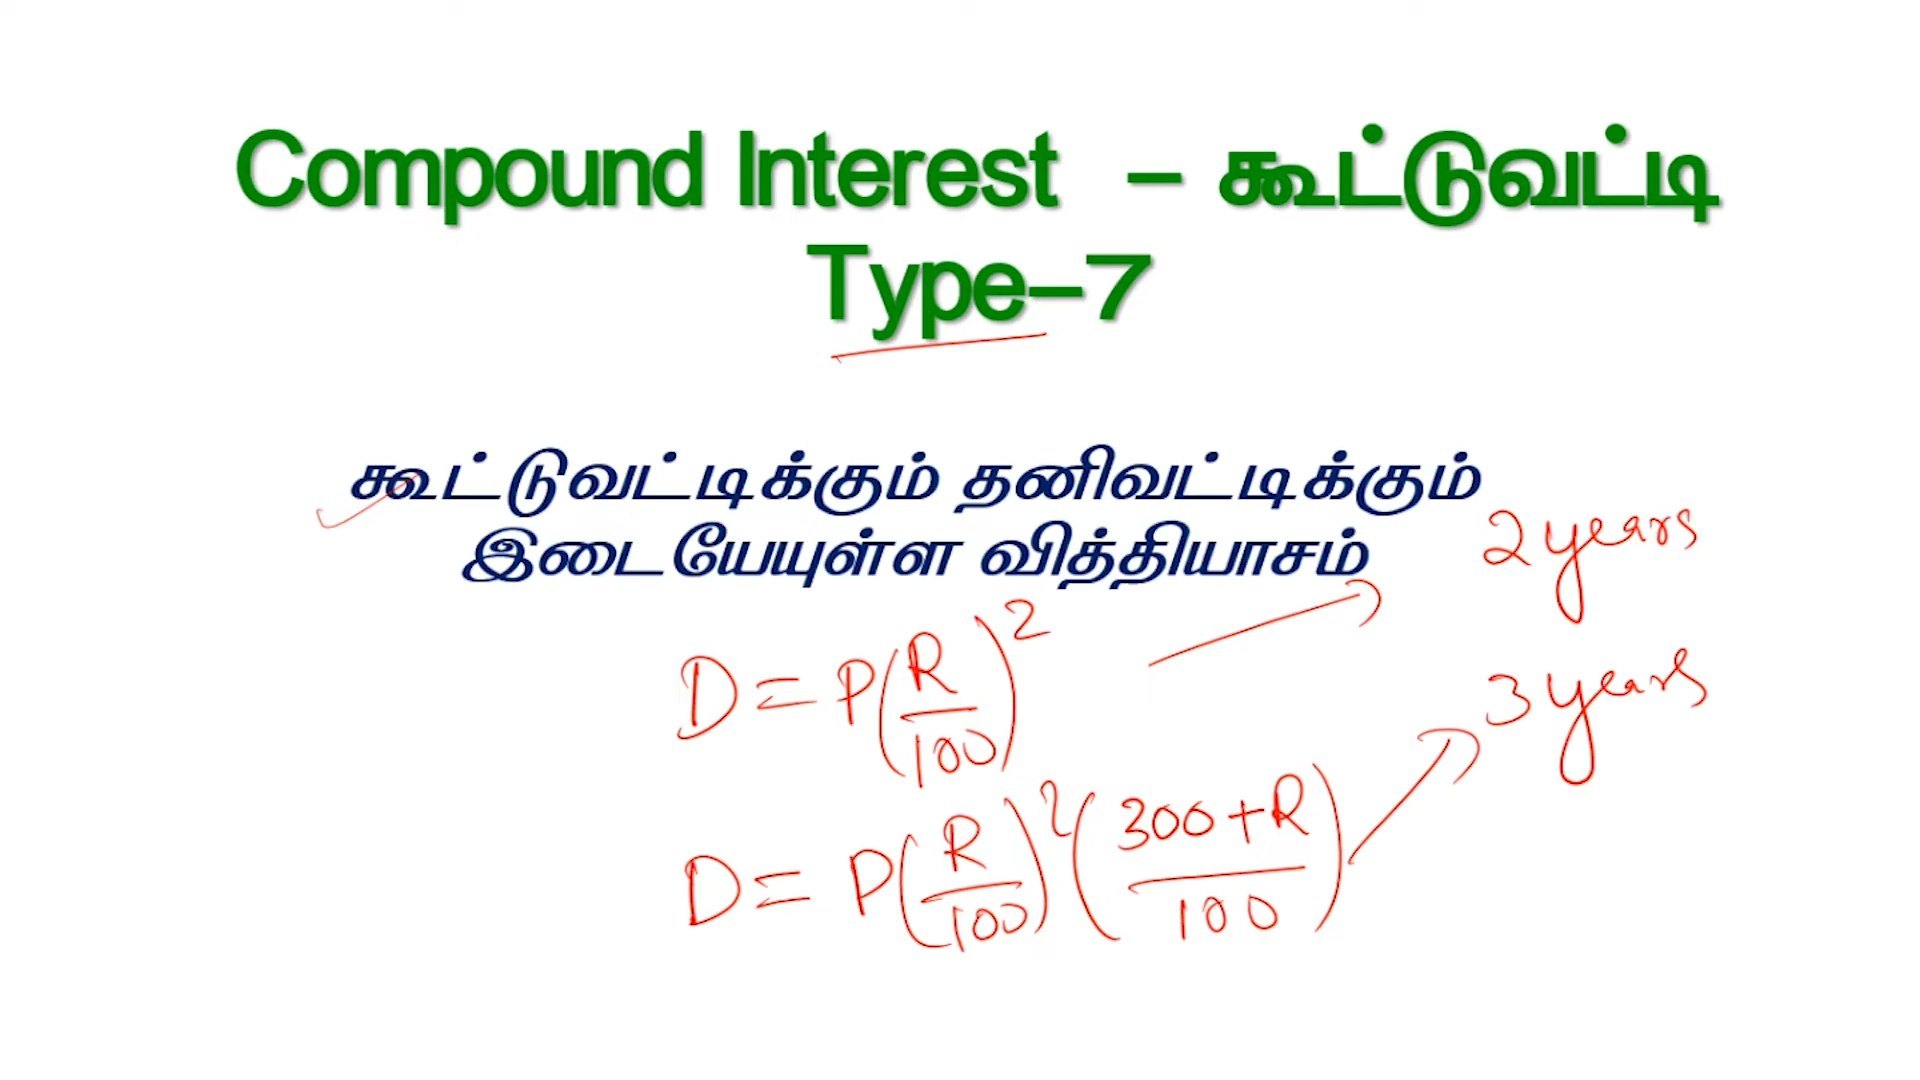 Compound Interest – கூட்டுவட்டி
Type–7
கூட்டுவட்டிக்கும் தனிவட்டிக்கும்
இடையேயுள்ள வித்தியாசம்
D = P(R/100)² 2 years
D = P(R/100)² (300+R/100) 3 years